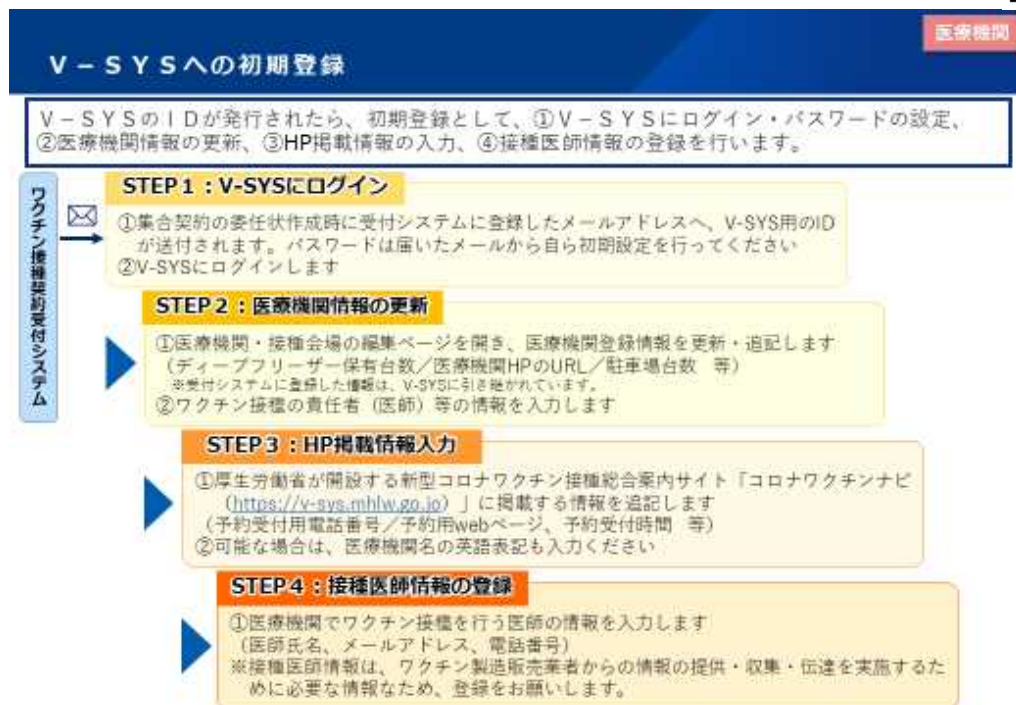 医療機関
V－SYSへの初期登録
V－SYSのIDが発行されたら、初期登録として、①V－SYSにログイン・パスワードの設定、
②医療機関情報の更新、③HP掲載情報の入力、④接種医師情報の登録を行います。
ワクチン接種契約受付システム
STEP1：V-SYSにログイン
①集合契約の委任状作成時に受付システムに登録したメールアドレスへ、V-SYS用のID
が送付されます。パスワードは届いたメールから自ら初期設定を行ってください
②V-SYSにログインします
STEP2：医療機関情報の更新
①医療機関・接種会場の編集ページを開き、医療機関登録情報を更新・追記します
（ディープフリーザー保有台数／医療機関HPのURL／駐車場台数 等）
※受付システムに登録した情報は、V-SYSに引き継がれています。
②ワクチン接種の責任者（医師）等の情報を入力します
STEP3：HP掲載情報入力
①厚生労働省が開設する新型コロナワクチン接種総合案内サイト「コロナワクチンナビ
（https://v-sys.mhlw.go.jp）」に掲載する情報を追記します
（予約受付用電話番号／予約用webページ、予約受付時間 等）
②可能な場合は、医療機関名の英語表記も入力ください
STEP4：接種医師情報の登録
①医療機関でワクチン接種を行う医師の情報を入力します
（医師氏名、メールアドレス、電話番号）
※接種医師情報は、ワクチン製造販売業者からの情報の提供・収集・伝達を実施するた
めに必要な情報なため、登録をお願いします。